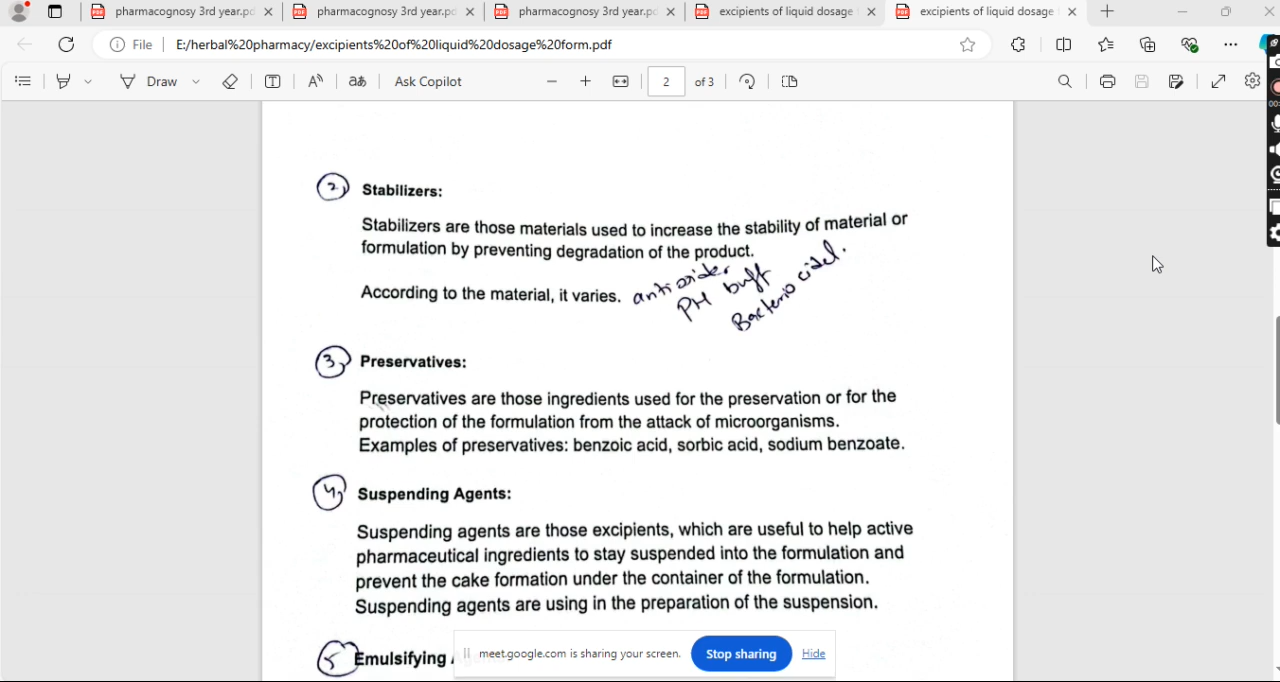 pharmacognosy 3rd year.pd
pharmacognosy 3rd year.pd
pharmacognosy 3rd year.pd
excipients of liquid dosage
excipients of liquid dosage
File
E:/herbal%20pharmacy/excipients%20of%20liquid%20dosage%20form.pdf
Draw
Ask Copilot
2
of 3
2, Stabilizers:
Stabilizers are those materials used to increase the stability of material or
formulation by preventing degradation of the product.
According to the material, it varies.
PH buff
3, Preservatives:
Preservatives are those ingredients used for the preservation or for the
protection of the formulation from the attack of microorganisms.
Examples of preservatives: benzoic acid, sorbic acid, sodium benzoate.
4, Suspending Agents:
Suspending agents are those excipients, which are useful to help active
pharmaceutical ingredients to stay suspended into the formulation and
prevent the cake formation under the container of the formulation.
Suspending agents are using in the preparation of the suspension.
5 Emulsifying
meet.google.com is sharing your screen.
Stop sharing
Hide